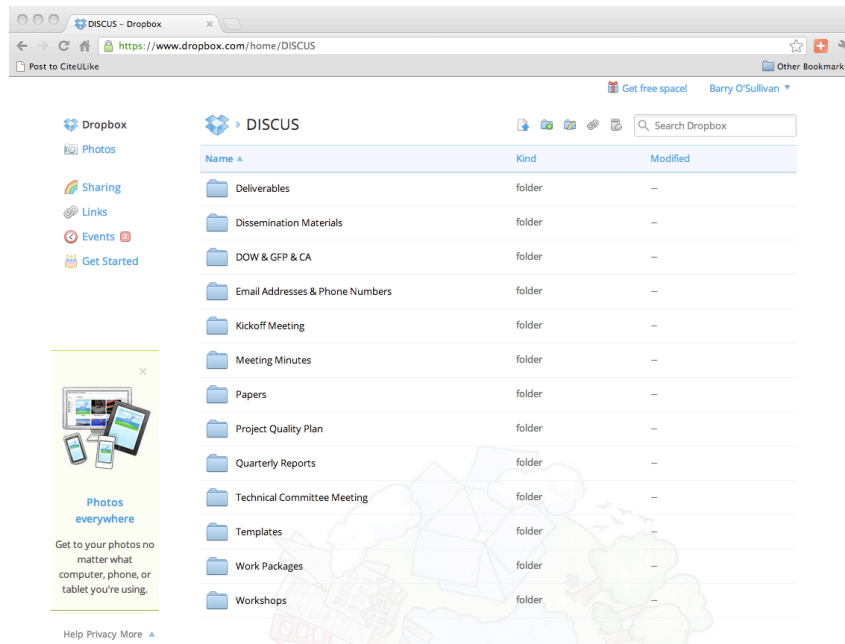 DISCUS – Dropbox
https://www.dropbox.com/home/DISCUS
Post to CiteULike
Other Bookmarks
Get free space!
Barry O'Sullivan
Dropbox
Photos
Sharing
Links
Events 2
Get Started
DISCUS
Search Dropbox
Name Kind Modified
Deliverables folder --
Dissemination Materials folder --
DOW & GFP & CA folder --
Email Addresses & Phone Numbers folder --
Kickoff Meeting folder --
Meeting Minutes folder --
Papers folder --
Project Quality Plan folder --
Quarterly Reports folder --
Technical Committee Meeting folder --
Templates folder --
Work Packages folder --
Workshops folder --
Photos
everywhere
Get to your photos no
matter what
computer, phone, or
tablet you're using.
Help Privacy More